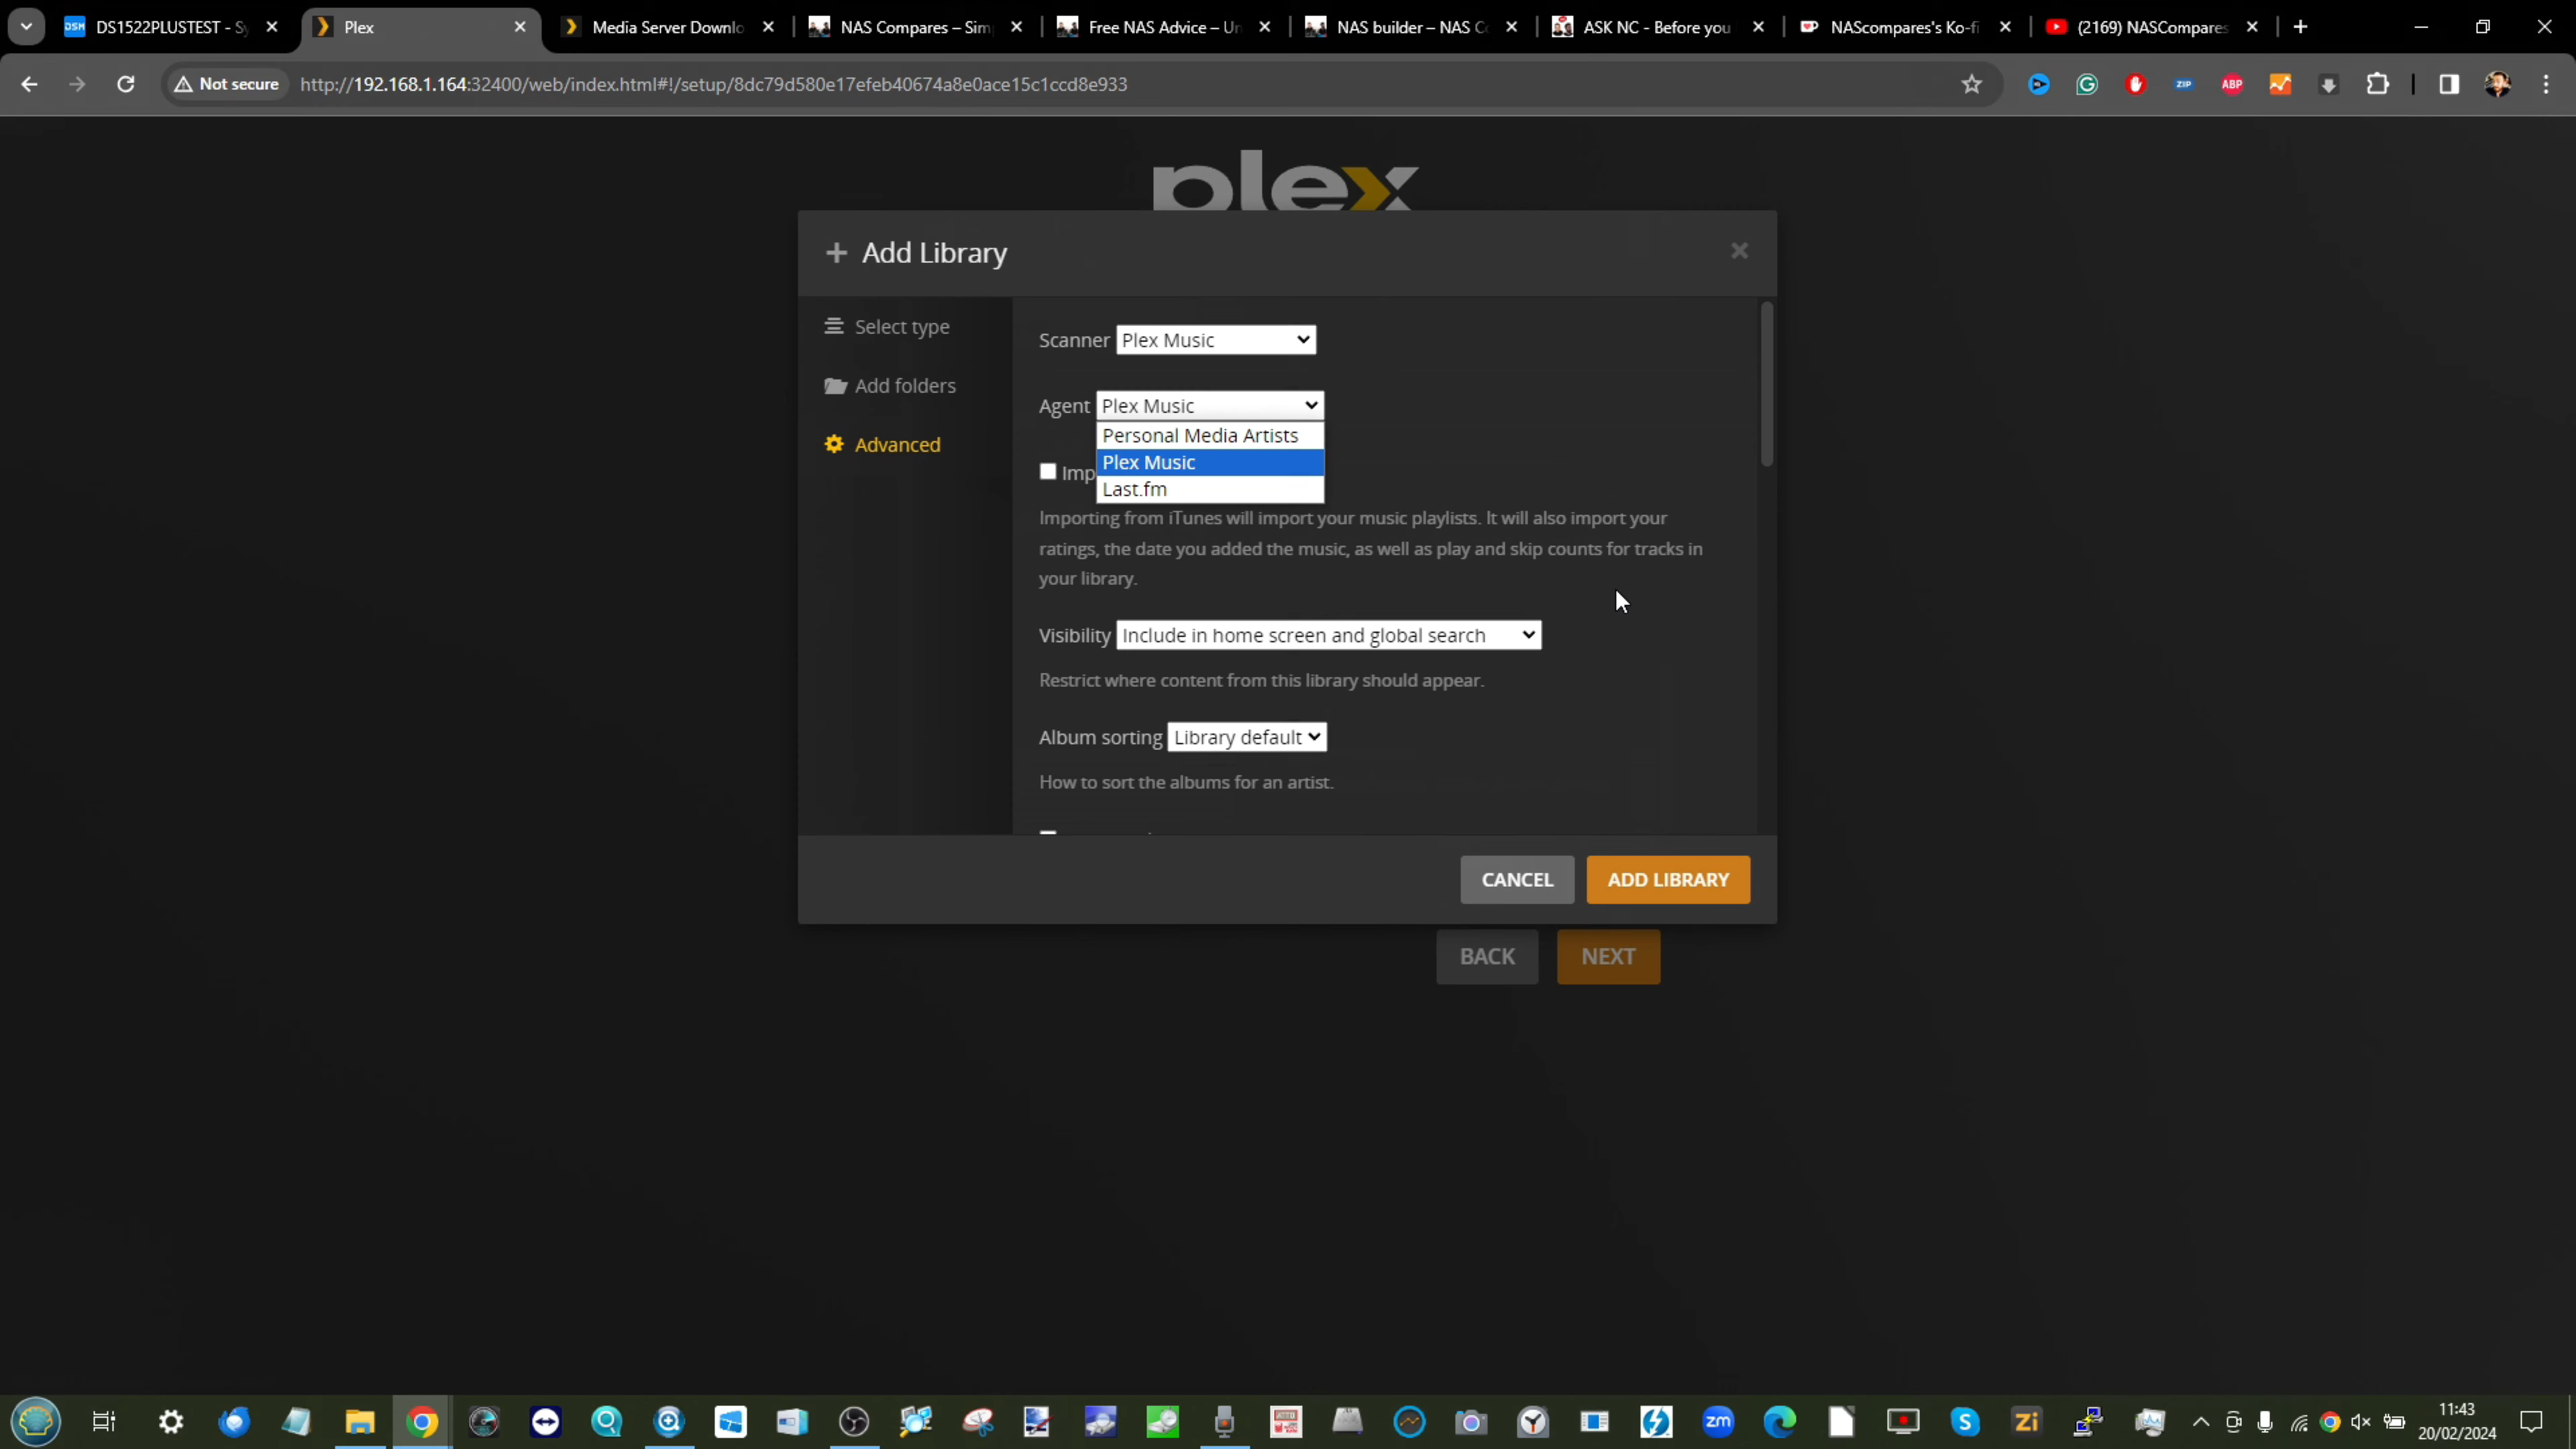 DS1522PLUSTEST - Sy
Plex
Media Server Downlo
NAS Compares – Sim
Free NAS Advice – Un
NAS builder – NAS Co
ASK NC - Before you
NAScompares's Ko-fi
(2169) NASCompares
Not secure
http://192.168.1.164:32400/web/index.html#!/setup/8dc79d580e17efeb40674a8e0ace15c1ccd8e933
plex
Add Library
Select type
Add folders
Advanced
Scanner Plex Music
Agent Plex Music
Personal Media Artists
Plex Music
Last.fm
Imp
Importing from iTunes will import your music playlists. It will also import your
ratings, the date you added the music, as well as play and skip counts for tracks in
your library.
Visibility Include in home screen and global search
Restrict where content from this library should appear.
Album sorting Library default
How to sort the albums for an artist.
CANCEL
ADD LIBRARY
BACK
NEXT
11:43
20/02/2024